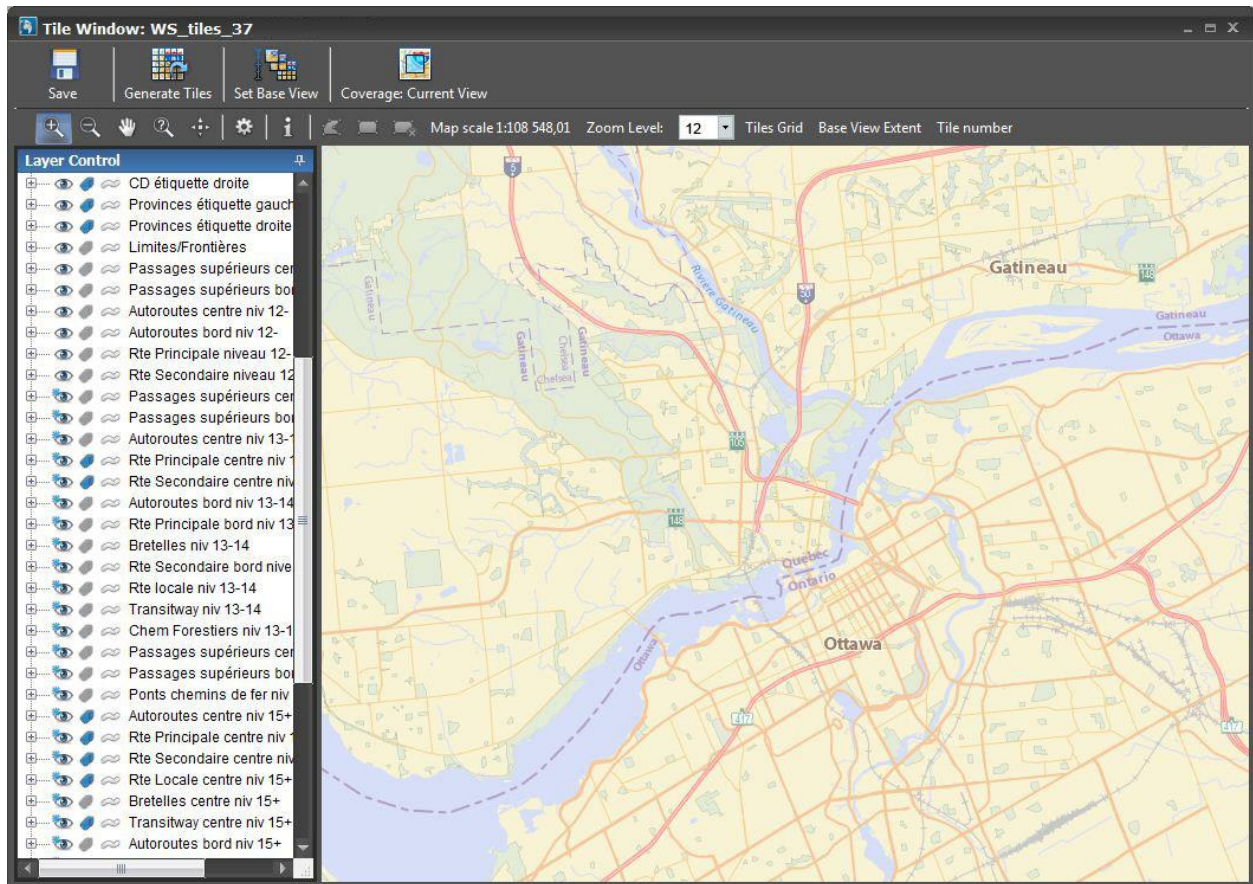 Tile Window: WS_tiles_37
Save
Generate Tiles
Set Base View
Coverage: Current View
Map scale 1:108 548,01 Zoom Level: 12 Tiles Grid Base View Extent Tile number
Layer Control
CD étiquette droite
Provinces étiquette gauch
Provinces étiquette droite
Limites/Frontières
Passages supérieurs cer
Passages supérieurs bor
Autoroutes centre niv 12-
Autoroutes bord niv 12-
Rte Principale niveau 12-
Rte Secondaire niveau 12
Passages supérieurs cer
Passages supérieurs bor
Autoroutes centre niv 13-1
Rte Principale centre niv 1
Rte Secondaire centre niv
Autoroutes bord niv 13-14
Rte Principale bord niv 13
Bretelles niv 13-14
Rte Secondaire bord nive
Rte locale niv 13-14
Transitway niv 13-14
Chem Forestiers niv 13-1
Passages supérieurs cer
Passages supérieurs bor
Ponts chemins de fer niv
Autoroutes centre niv 15+
Rte Principale centre niv 1
Rte Secondaire centre niv
Rte Locale centre niv 15+
Bretelles centre niv 15+
Transitway centre niv 15+
Autoroutes bord niv 15+
5
Gatineau
148
Rivière Gatineau
50
Gatineau
Gatineau
Ottawa
Gatineau
Chelsea
Gatineau
Chelsea
105
148
Quebec
Ontario
Ottawa
Ottawa
417
417